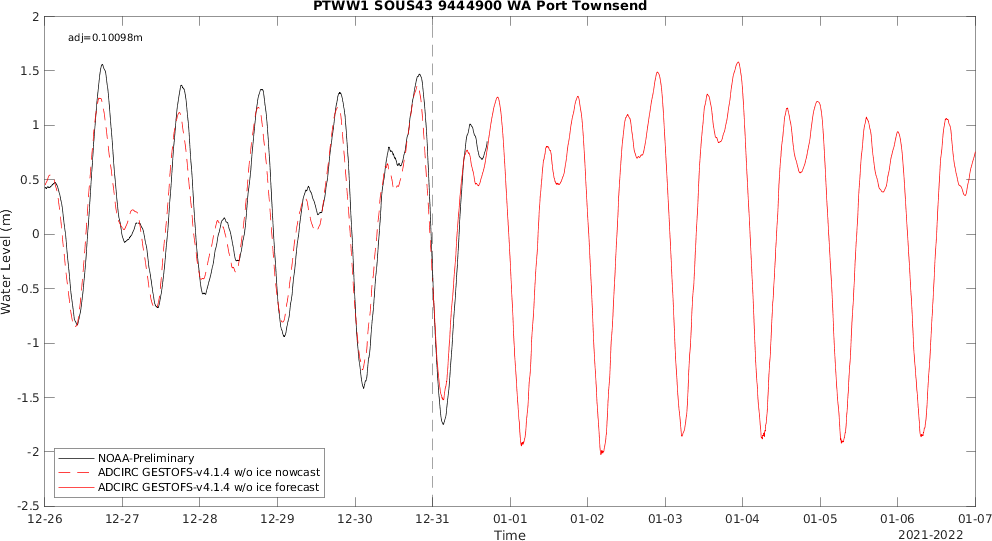 PTWW1 SOUS43 9444900 WA Port Townsend
adj=0.10098m
2
1.5
1
0.5
0
-0.5
-1
-1.5
-2
-2.5
Water Level (m)
NOAA-Preliminary
ADCIRC GESTOFS-v4.1.4 w/o ice nowcast
ADCIRC GESTOFS-v4.1.4 w/o ice forecast
12-26 12-27 12-28 12-29 12-30 12-31 01-01 01-02 01-03 01-04 01-05 01-06 01-07
Time
2021-2022